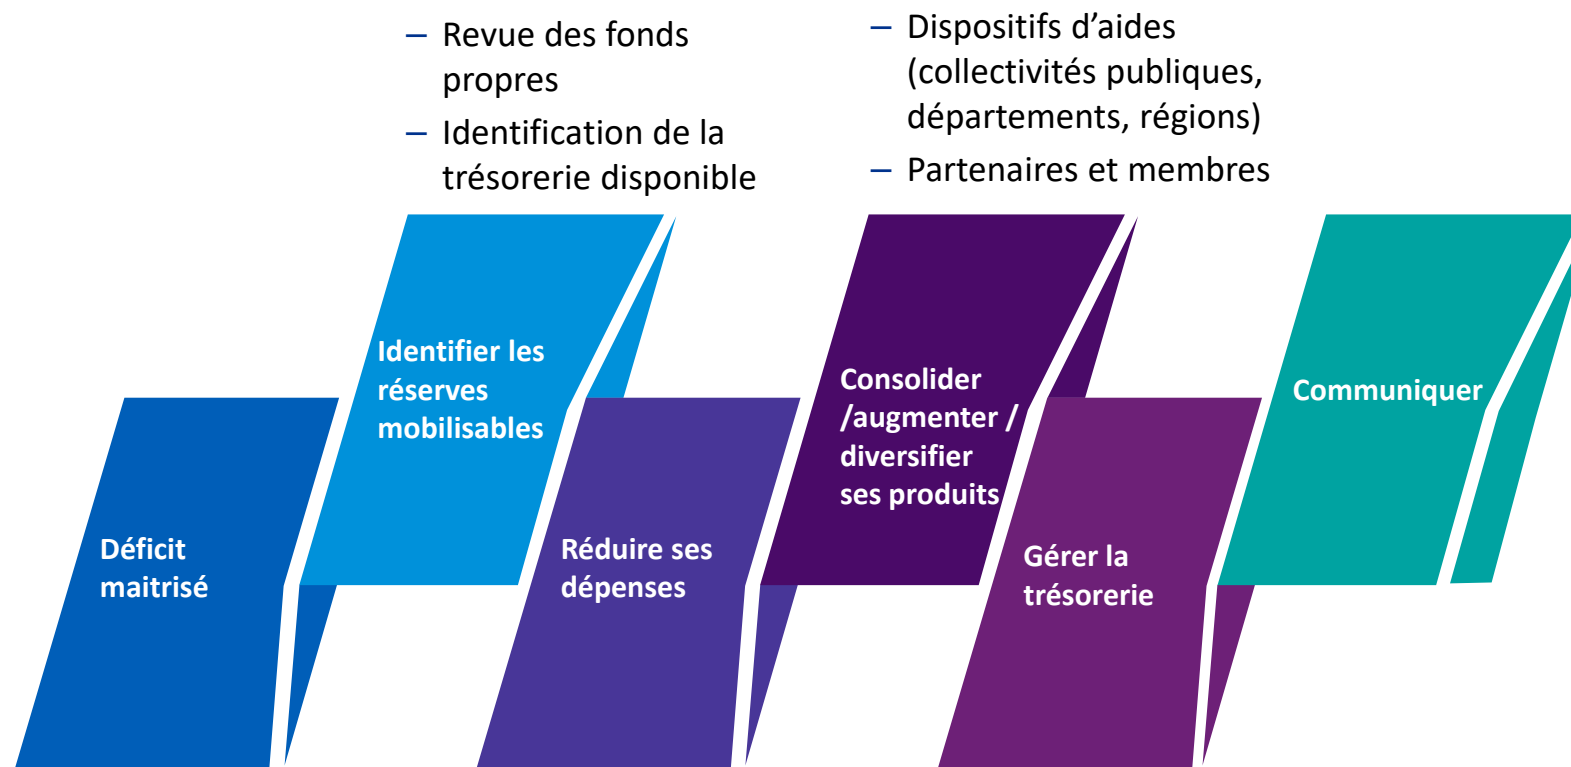 – Revue des fonds
propres
– Identification de la
trésorerie disponible
– Dispositifs d’aides
(collectivités publiques,
départements, régions)
– Partenaires et membres
Déficit
maitrisé
Identifier les
réserves
mobilisables
Réduire ses
dépenses
Consolider
/augmenter /
diversifier
ses produits
Gérer la
trésorerie
Communiquer